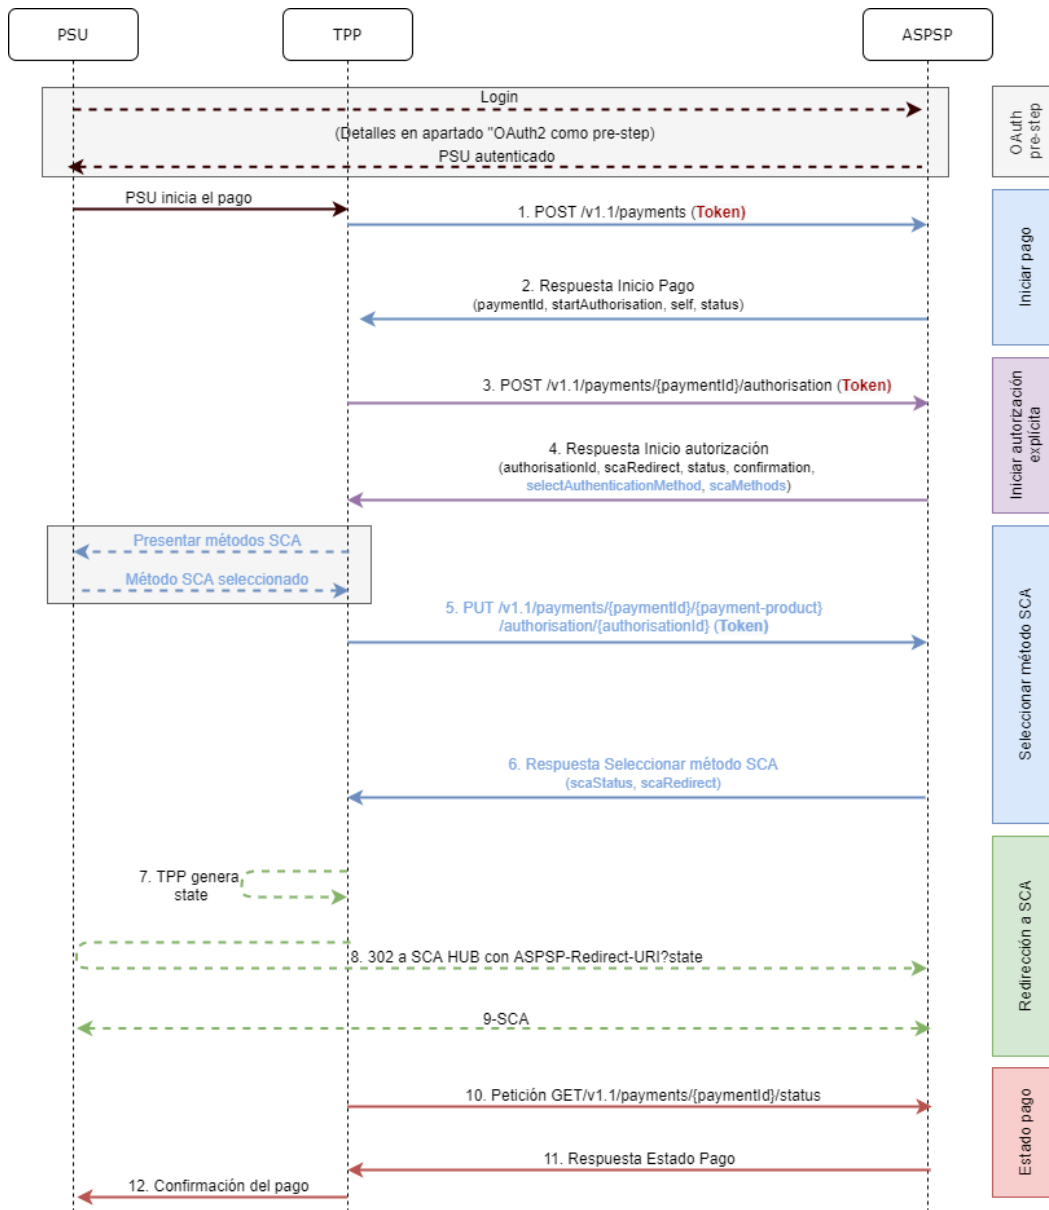 PSU
TPP
ASPSP
Login
(Detalles en apartado "OAuth2 como pre-step)
PSU autenticado
OAuth
pre-step
PSU inicia el pago
1. POST /v1.1/payments (Token)
2. Respuesta Inicio Pago
(paymentId, startAuthorisation, self, status)
Iniciar pago
3. POST /v1.1/payments/{paymentId}/authorisation (Token)
4. Respuesta Inicio autorización
(authorisationId, scaRedirect, status, confirmation,
selectAuthenticationMethod, scaMethods)
Iniciar autorización
explícita
Presentar métodos SCA
Método SCA seleccionado
5. PUT /v1.1/payments/{paymentId}/{payment-product}
/authorisation/{authorisationId} (Token)
6. Respuesta Seleccionar método SCA
(scaStatus, scaRedirect)
Seleccionar método SCA
7. TPP genera
state
8. 302 a SCA HUB con ASPSP-Redirect-URI?state
9-SCA
Redirección a SCA
10. Petición GET/v1.1/payments/{paymentId}/status
11. Respuesta Estado Pago
12. Confirmación del pago
Estado pago